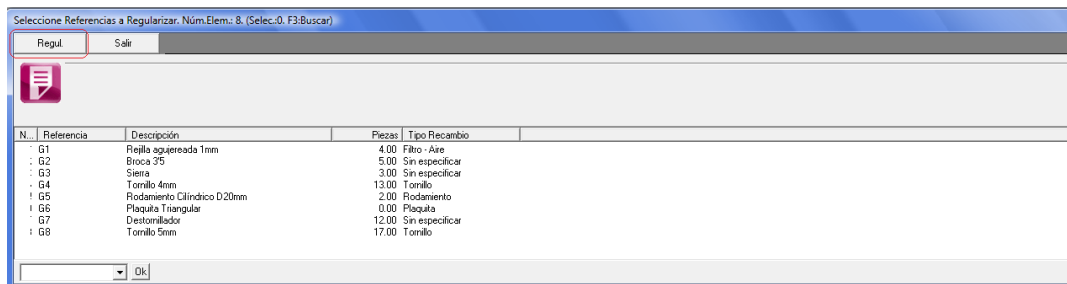 Seleccione Referencias a Regularizar. Núm.Elem.: 8. (Selec.:0. F3:Buscar)
Regul. Salir
N... Referencia Descripción Piezas Tipo Recambio
G1 Rejilla agujereada 1mm 4.00 Filtro - Aire
G2 Broca 3'5 5.00 Sin especificar
G3 Sierra 3.00 Sin especificar
G4 Tornillo 4mm 13.00 Tornillo
G5 Rodamiento Cilíndrico D20mm 2.00 Rodamiento
G6 Plaquita Triangular 0.00 Plaquita
G7 Destornillador 12.00 Sin especificar
G8 Tornillo 5mm 17.00 Tornillo
Ok